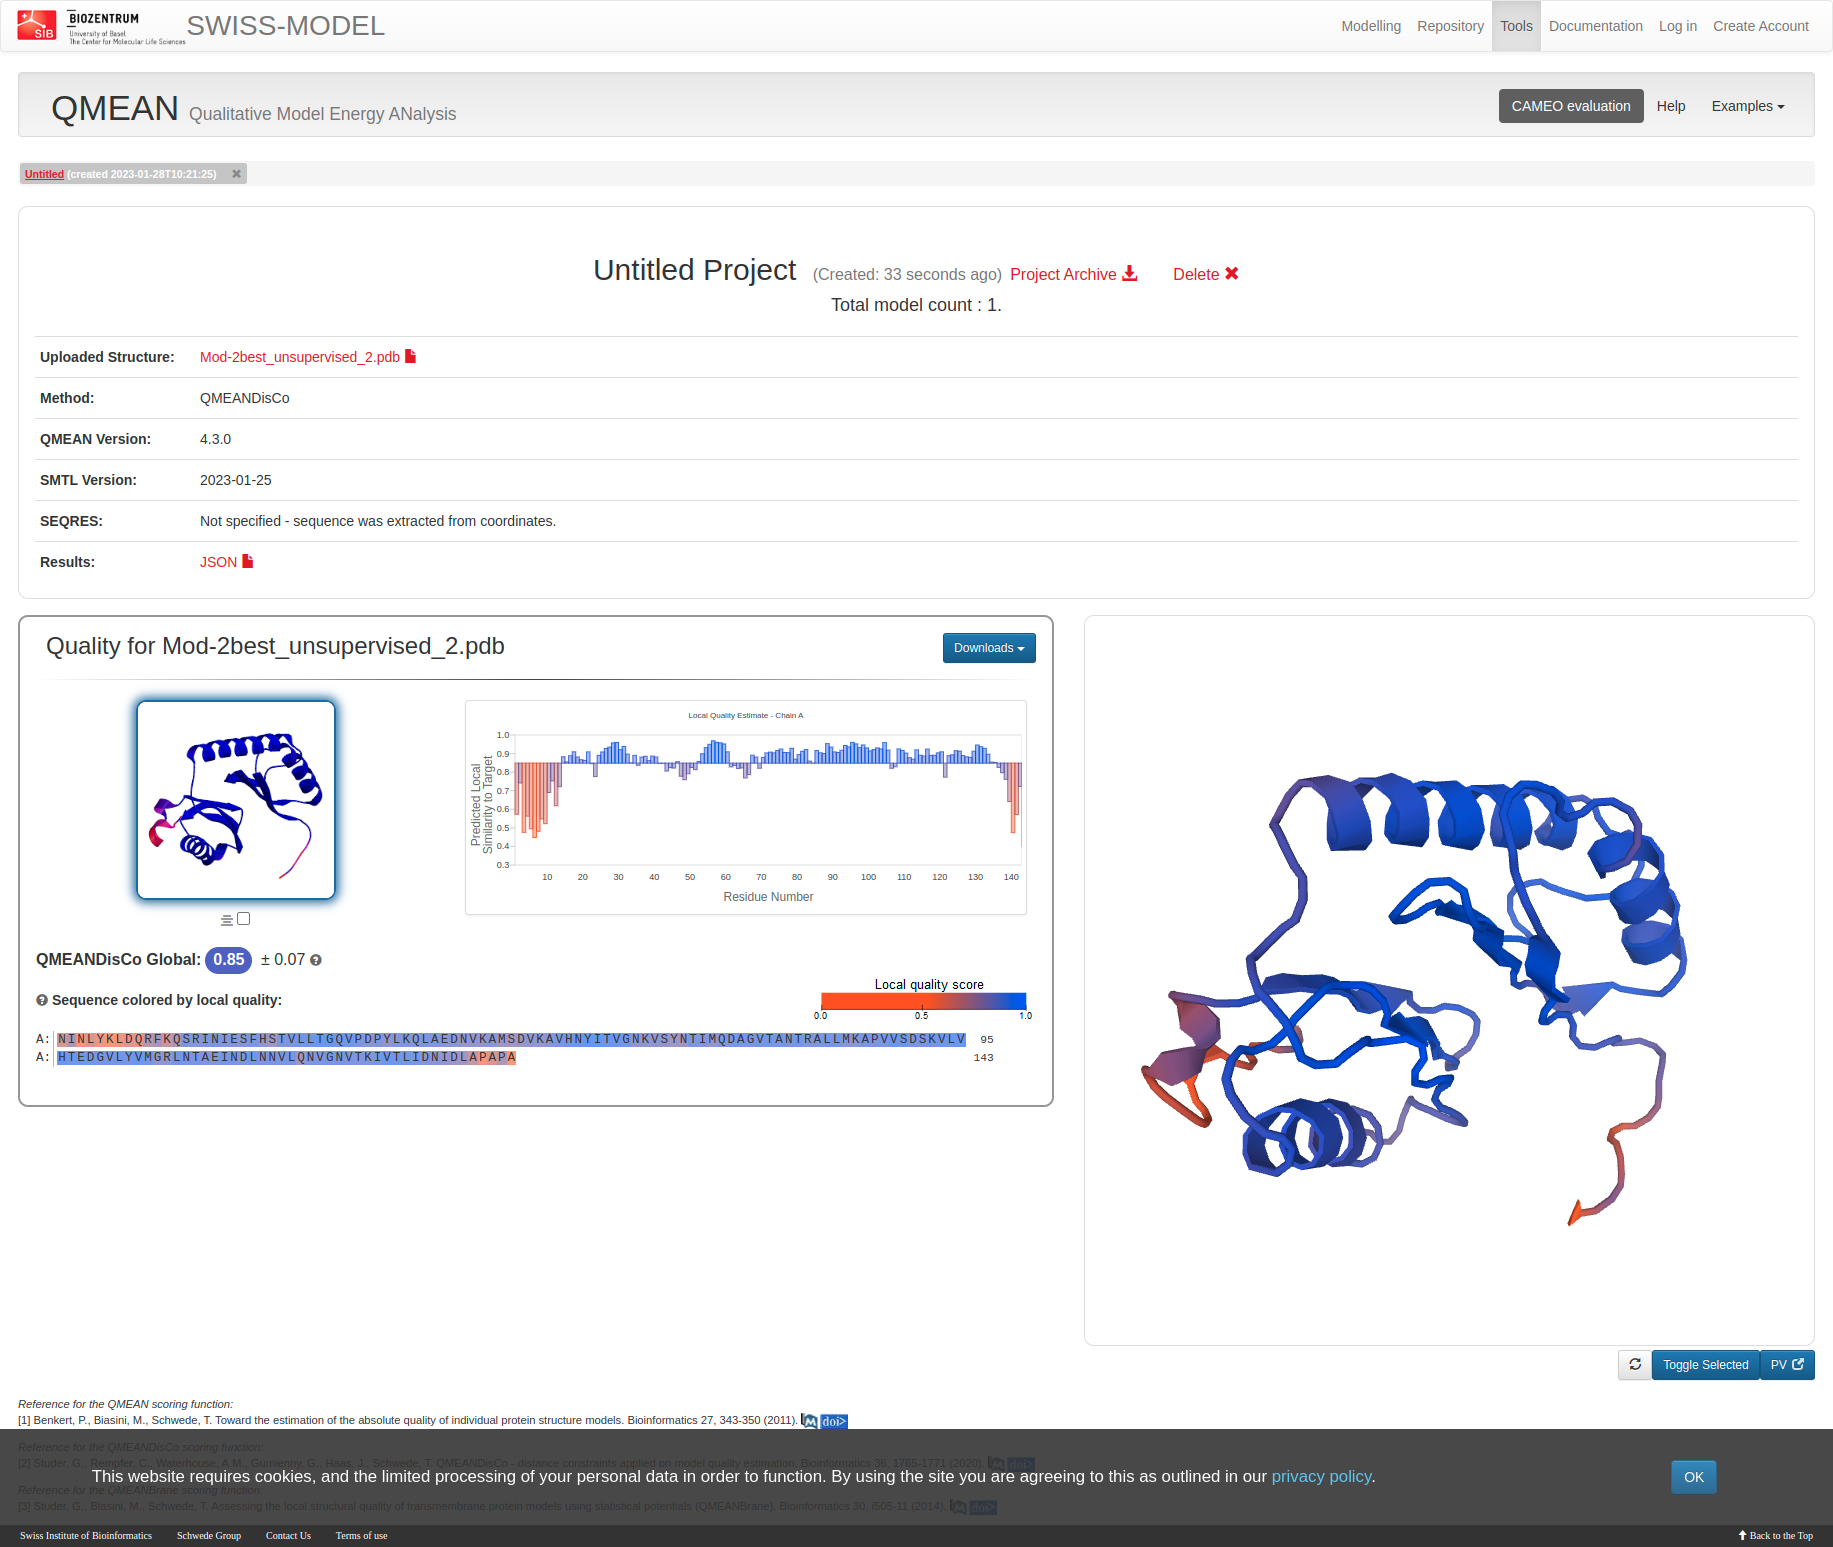 SIB
BIOZENTRUM
University of Basel
The Center for Molecular Life Sciences
SWISS-MODEL
Modelling Repository Tools Documentation Log in Create Account
QMEAN Qualitative Model Energy ANalysis
CAMEO evaluation Help Examples
Untitled (created 2023-01-28T10:21:25)
Untitled Project (Created: 33 seconds ago) Project Archive Delete
Total model count : 1.
Uploaded Structure: Mod-2best_unsupervised_2.pdb
Method: QMEANDisCo
QMEAN Version: 4.3.0
SMTL Version: 2023-01-25
SEQRES: Not specified - sequence was extracted from coordinates.
Results: JSON
Quality for Mod-2best_unsupervised_2.pdb
Downloads
Local Quality Estimate - Chain A
Predicted Local
Similarity to Target
1.0
0.9
0.8
0.7
0.6
0.5
0.4
0.3
10 20 30 40 50 60 70 80 90 100 110 120 130 140
Residue Number
QMEANDisCo Global: 0.85 ± 0.07
Sequence colored by local quality:
Local quality score
0.0 0.5 1.0
A: NINLYKLDQRFKQSRINIESFHSTVLLTGQVPDPYLKQLAEDNVKAMSDVKAVHNYITVGNKVSYNTIMQDAGVTANTRALLMKAPVVSDSKVLV 95
A: HTEDGVLYVMGRLNTAEINDLNNVLQNVGNVTKIVTLIDNIDLAPAPA 143
Toggle Selected PV
Reference for the QMEAN scoring function:
[1] Benkert, P., Biasini, M., Schwede, T. Toward the estimation of the absolute quality of individual protein structure models. Bioinformatics 27, 343-350 (2011). M doi>
Reference for the QMEANDisCo scoring function:
[2] Studer, G., Rempfer, C., Waterhouse, A.M., Gumienny, G., Haas, J., Schwede, T. QMEANDisCo - distance constraints applied on model quality estimation. Bioinformatics 36, 1765-1771 (2020). M doi>
This website requires cookies, and the limited processing of your personal data in order to function. By using the site you are agreeing to this as outlined in our privacy policy.
OK
Reference for the QMEANBrane scoring function:
[3] Studer, G., Biasini, M., Schwede, T. Assessing the local structural quality of transmembrane protein models using statistical potentials (QMEANBrane). Bioinformatics 30, i505-11 (2014). M doi>
Swiss Institute of Bioinformatics Schwede Group Contact Us Terms of use Back to the Top